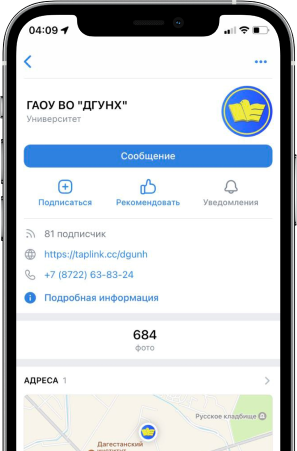 04:09
ГАОУ ВО "ДГУНХ"
Университет
Сообщение
Подписаться
Рекомендовать
Уведомления
81 подписчик
https://taplink.cc/dgunh
+7 (8722) 63-83-24
Подробная информация
684
фото
АДРЕСА 1
Русское кладбище
Дагестанский
институт